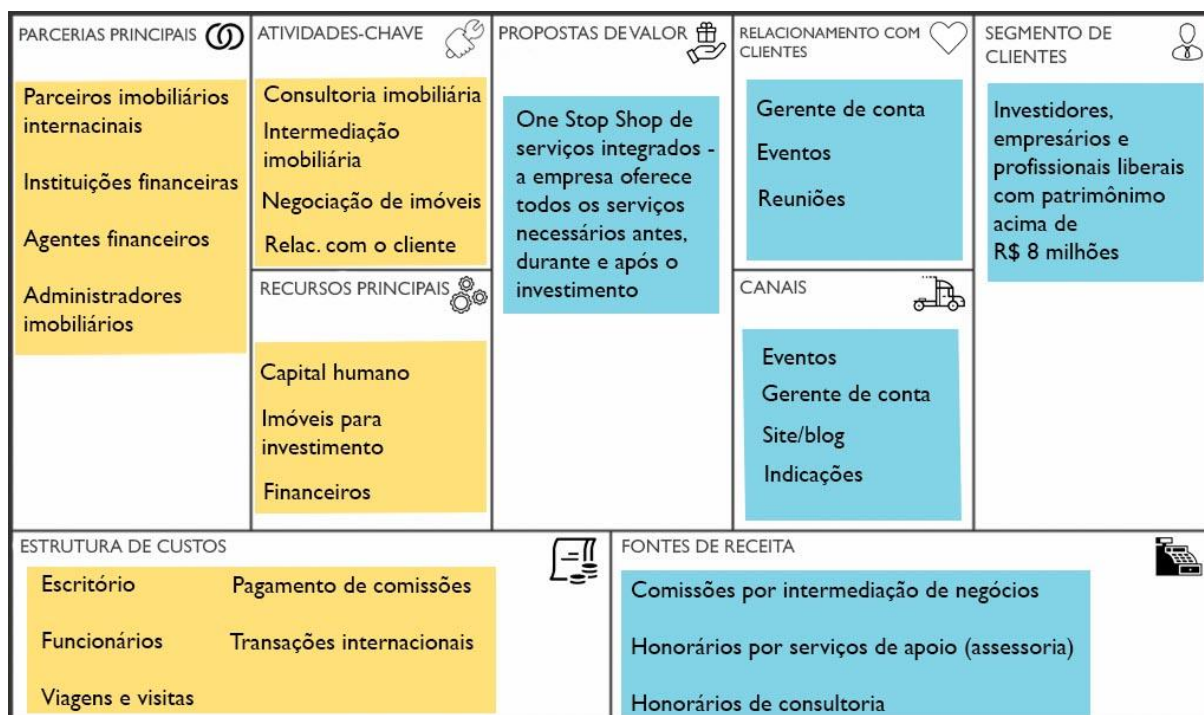 PARCERIAS PRINCIPAIS
Parceiros imobiliários
internacinais
Instituições financeiras
Agentes financeiros
Administradores
imobiliários
ATIVIDADES-CHAVE
Consultoria imobiliária
Intermediação
imobiliária
Negociação de imóveis
Relac. com o cliente
RECURSOS PRINCIPAIS
Capital humano
Imóveis para
investimento
Financeiros
PROPOSTAS DE VALOR
One Stop Shop de
serviços integrados -
a empresa oferece
todos os serviços
necessários antes,
durante e após o
investimento
RELACIONAMENTO COM
CLIENTES
Gerente de conta
Eventos
Reuniões
CANAIS
Eventos
Gerente de conta
Site/blog
Indicações
SEGMENTO DE
CLIENTES
Investidores,
empresários e
profissionais liberais
com patrimônimo
acima de
R$ 8 milhões
ESTRUTURA DE CUSTOS
Escritório
Funcionários
Viagens e visitas
Pagamento de comissões
Transações internacionais
FONTES DE RECEITA
Comissões por intermediação de negócios
Honorários por serviços de apoio (assessoria)
Honorários de consultoria